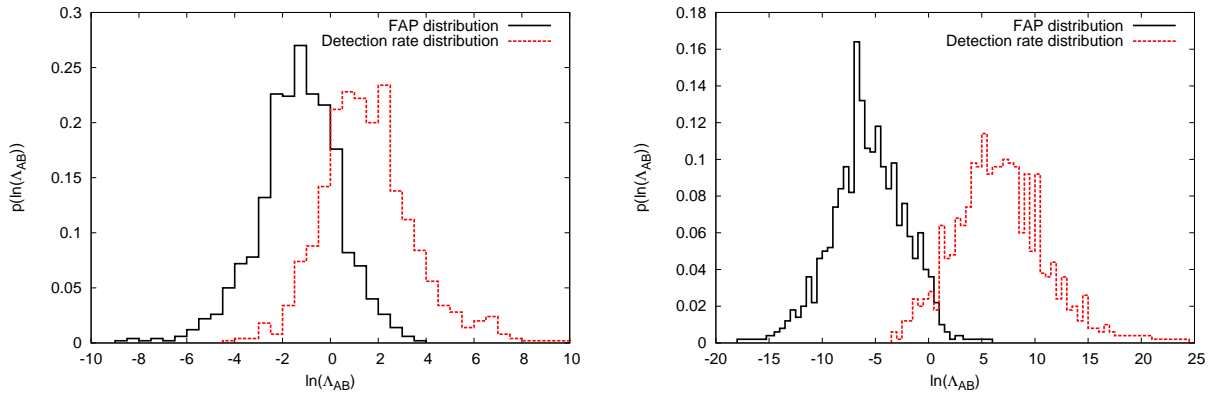 FAP distribution
Detection rate distribution
p(ln(Λ_AB))
0.3
0.25
0.2
0.15
0.1
0.05
0
-10 -8 -6 -4 -2 0 2 4 6 8 10
ln(Λ_AB)
FAP distribution
Detection rate distribution
p(ln(Λ_AB))
0.18
0.16
0.14
0.12
0.1
0.08
0.06
0.04
0.02
0
-20 -15 -10 -5 0 5 10 15 20 25
ln(Λ_AB)